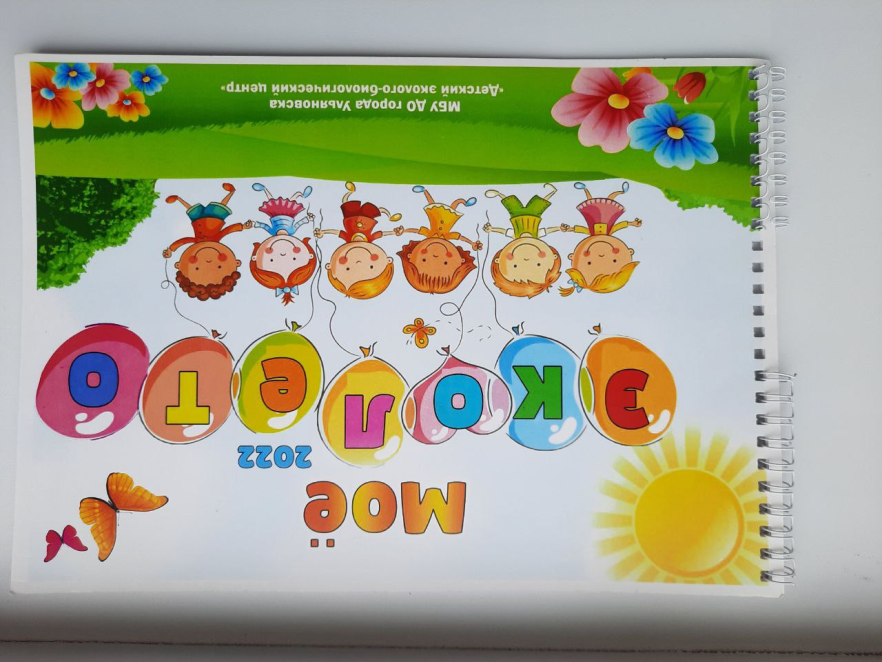 моё
2022
ЭКОЛеТО
МБУ ДО города Ульяновска
«Детский эколого-биологический центр»